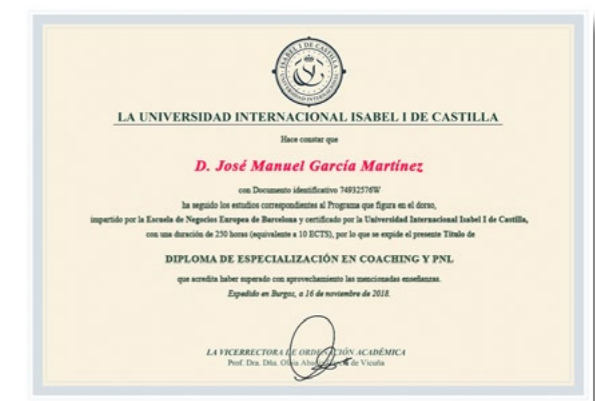 ISABEL I DE CASTILLA
LA UNIVERSIDAD INTERNACIONAL ISABEL I DE CASTILLA
Hace constar que
D. José Manuel García Martínez
con Documento identificativo 74932576W
ha seguido los estudios correspondientes al Programa que figura en el dorso,
impartido por la Escuela de Negocios Europea de Barcelona y certificado por la Universidad Internacional Isabel I de Castilla,
con una duración de 250 horas (equivalente a 10 ECTS), por lo que se expide el presente Título de
DIPLOMA DE ESPECIALIZACIÓN EN COACHING Y PNL
que acredita haber superado con aprovechamiento las mencionadas enseñanzas.
Expedido en Burgos, a 16 de noviembre de 2018.
LA VICERRECTORA DE ORDENACIÓN ACADÉMICA
Prof. Dra. Dña. Olivia de Vicuña